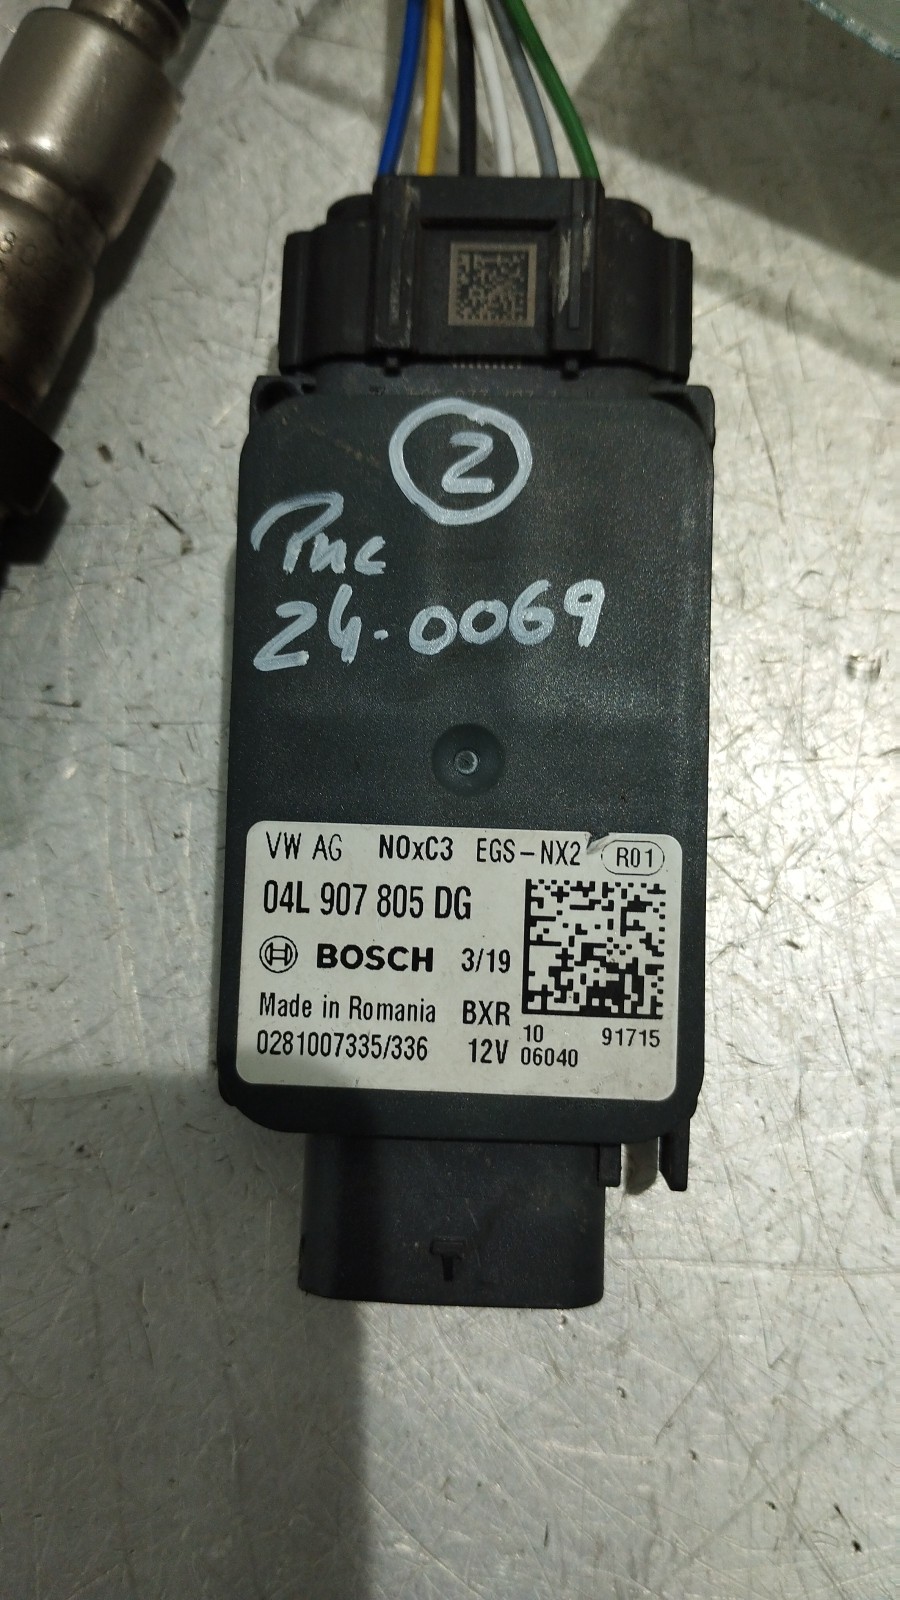 2
Pnc
24-0069
VW AG NOxC3 EGS-NX2 R01
04L 907 805 DG
BOSCH 3/19
Made in Romania BXR
10 91715
0281007335/336 12V 06040